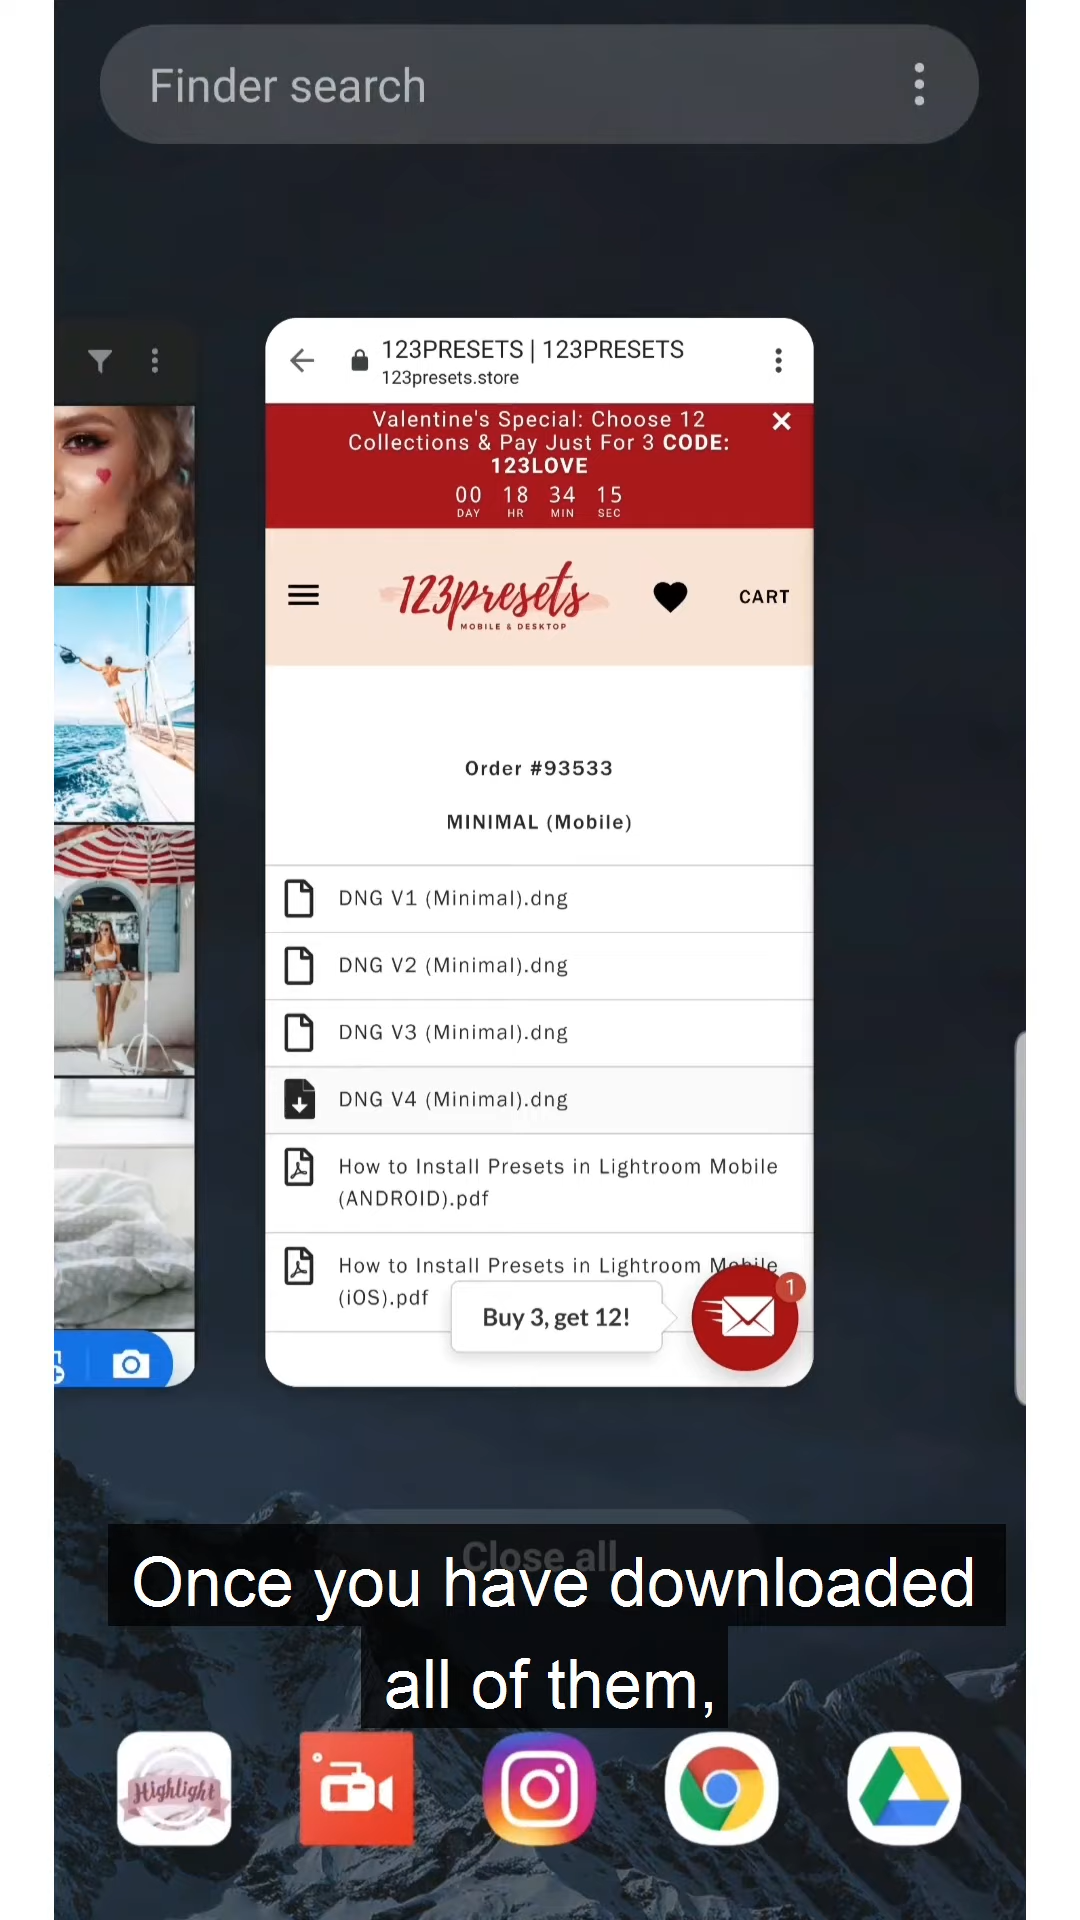 Finder search
123PRESETS | 123PRESETS
123presets.store
Valentine's Special: Choose 12
Collections & Pay Just For 3 CODE:
123LOVE
00 18 34 15
DAY HR MIN SEC
123presets
MOBILE & DESKTOP
CART
Order #93533
MINIMAL (Mobile)
DNG V1 (Minimal).dng
DNG V2 (Minimal).dng
DNG V3 (Minimal).dng
DNG V4 (Minimal).dng
How to Install Presets in Lightroom Mobile
(ANDROID).pdf
How to Install Presets in Lightroom Mobile
(iOS).pdf
Buy 3, get 12!
1
Close all
Once you have downloaded
all of them,
Highlight